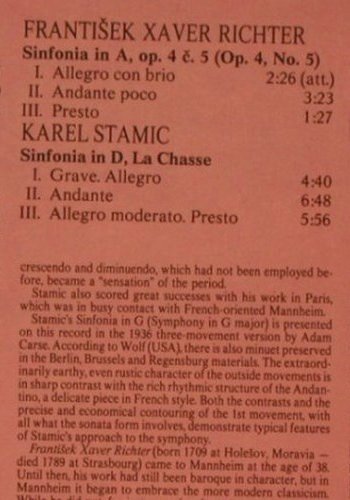 FRANTIŠEK XAVER RICHTER
Sinfonia in A, op. 4 č. 5 (Op. 4, No. 5)
I. Allegro con brio 2:26 (att.)
II. Andante poco 3:23
III. Presto 1:27
KAREL STAMIC
Sinfonia in D, La Chasse
I. Grave. Allegro 4:40
II. Andante 6:48
III. Allegro moderato. Presto 5:56
crescendo and diminuendo, which had not been employed be-
fore, became a "sensation" of the period.
Stamic also scored great successes with his work in Paris,
which was in busy contact with French-oriented Mannheim.
Stamic's Sinfonia in G (Symphony in G major) is presented
on this record in the 1936 three-movement version by Adam
Carse. According to Wolf (USA), there is also minuet preserved
in the Berlin, Brussels and Regensburg materials. The extraord-
inarily earthy, even rustic character of the outside movements is
in sharp contrast with the rich rhythmic structure of the Andan-
tino, a delicate piece in French style. Both the contrasts and the
precise and economical contouring of the 1st movement, with
all what the sonata form involves, demonstrate typical features
of Stamic's approach to the symphony.
František Xaver Richter (born 1709 at Holešov, Moravia —
died 1789 at Strasbourg) came to Mannheim at the age of 38.
Until then, his work had still been baroque in character, but in
Mannheim it began to embrace the more modern classicism.